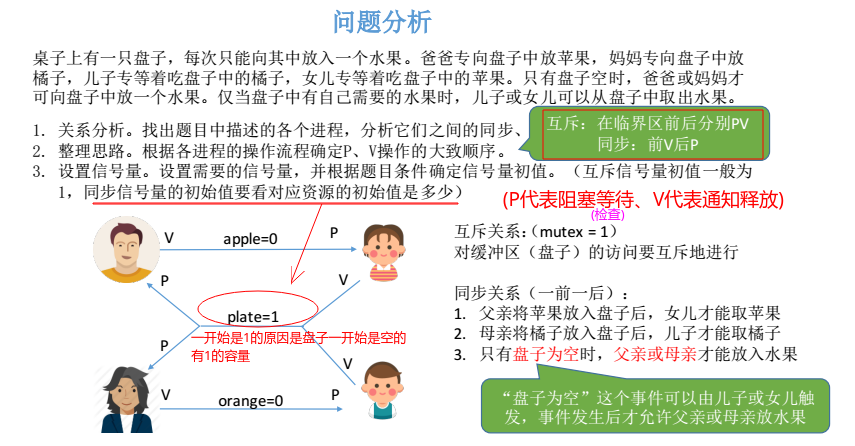 问题分析
桌子上有一只盘子，每次只能向其中放入一个水果。爸爸专向盘子中放苹果，妈妈专向盘子中放
橘子，儿子专等着吃盘子中的橘子，女儿专等着吃盘子中的苹果。只有盘子空时，爸爸或妈妈才
可向盘子中放一个水果。仅当盘子中有自己需要的水果时，儿子或女儿可以从盘子中取出水果。
1. 关系分析。找出题目中描述的各个进程，分析它们之间的同步、
2. 整理思路。根据各进程的操作流程确定P、V操作的大致顺序。
3. 设置信号量。设置需要的信号量，并根据题目条件确定信号量初值。（互斥信号量初值一般为
1，同步信号量的初始值要看对应资源的初始值是多少）
互斥：在临界区前后分别PV
同步：前V后P
(P代表阻塞等待、V代表通知释放)
(检查)
V
apple=0
P
P
V
plate=1
一开始是1的原因是盘子一开始是空的
有1的容量
P
V
V
orange=0
P
互斥关系：（mutex = 1）
对缓冲区（盘子）的访问要互斥地进行
同步关系（一前一后）：
1. 父亲将苹果放入盘子后，女儿才能取苹果
2. 母亲将橘子放入盘子后，儿子才能取橘子
3. 只有盘子为空时，父亲或母亲才能放入水果
“盘子为空”这个事件可以由儿子或女儿触
发，事件发生后才允许父亲或母亲放水果